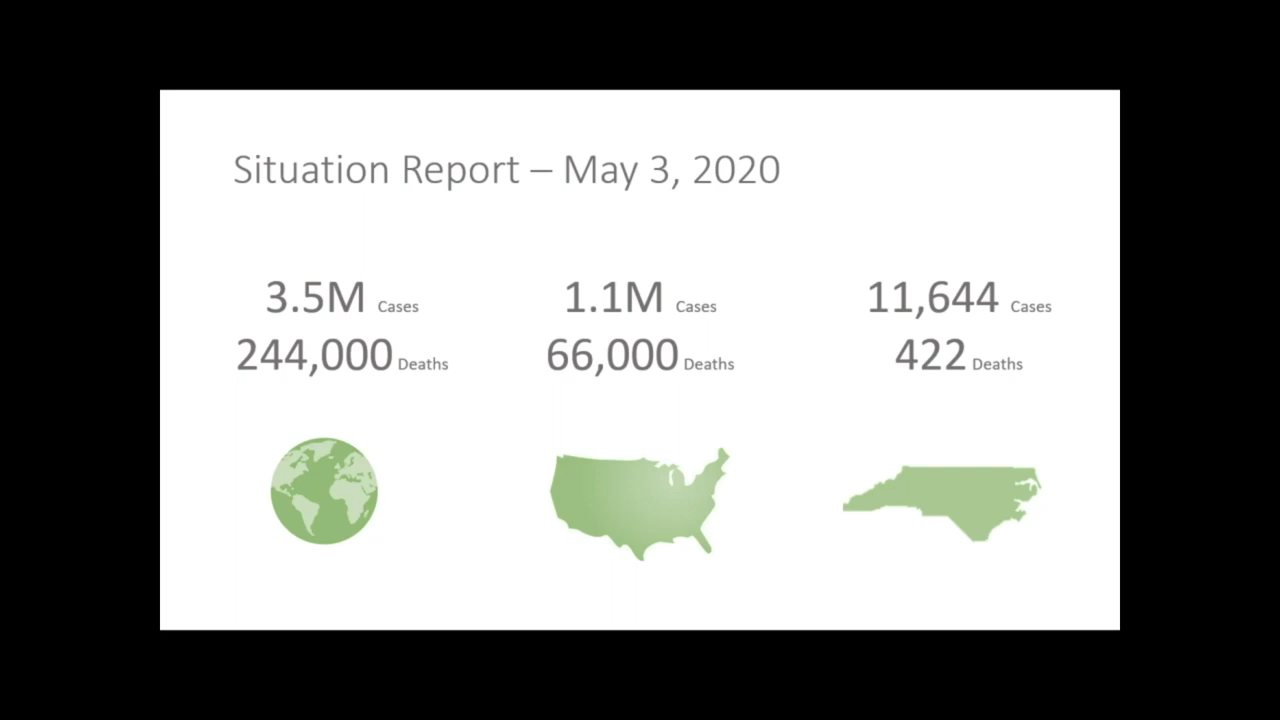 Situation Report – May 3, 2020
3.5M Cases
244,000 Deaths
1.1M Cases
66,000 Deaths
11,644 Cases
422 Deaths